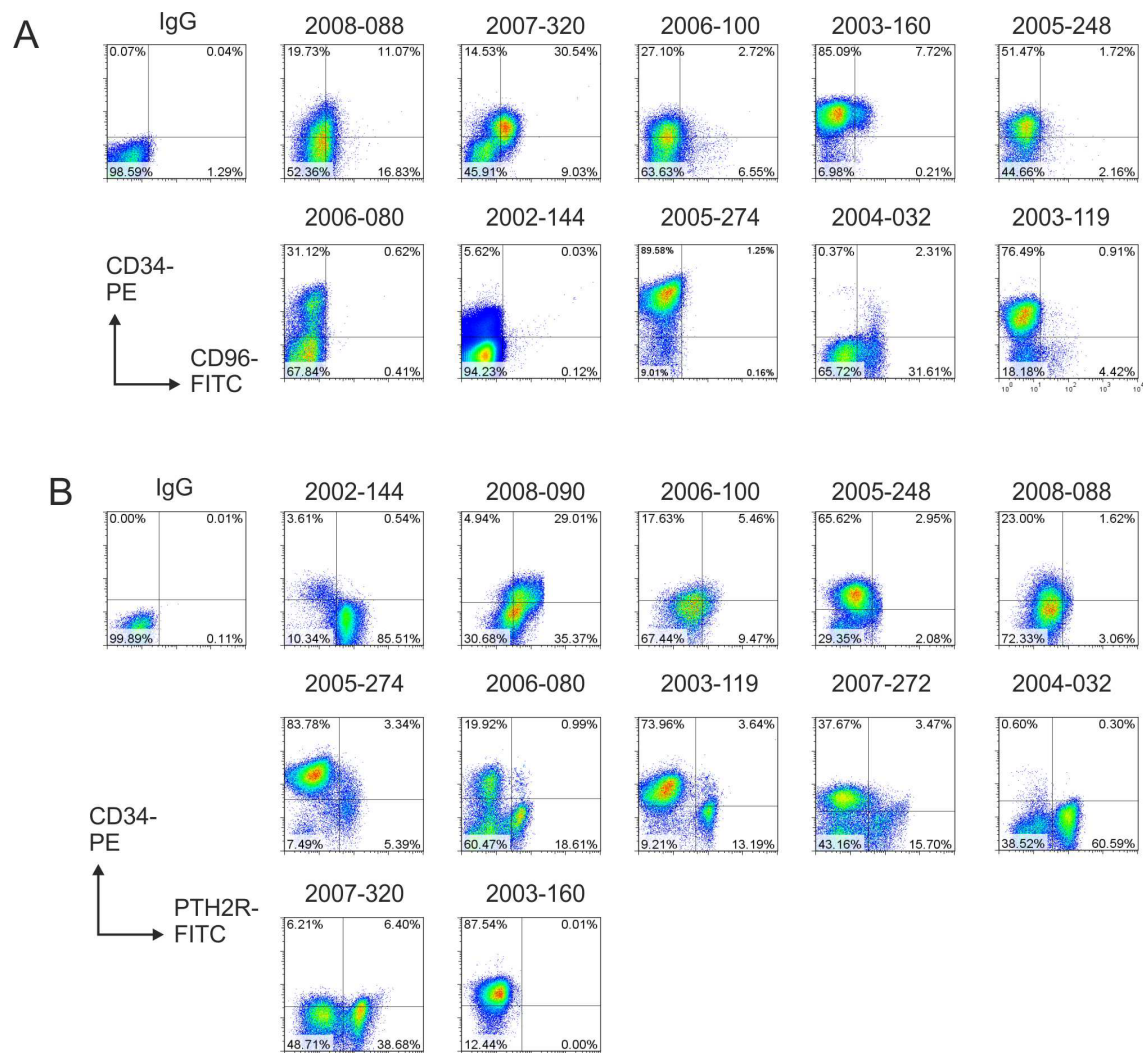 A
IgG 2008-088 2007-320 2006-100 2003-160 2005-248
0.07% 0.04% 19.73% 11.07% 14.53% 30.54% 27.10% 2.72% 85.09% 7.72% 51.47% 1.72%
98.59% 1.29% 52.36% 16.83% 45.91% 9.03% 63.63% 6.55% 6.98% 0.21% 44.66% 2.16%
2006-080 2002-144 2005-274 2004-032 2003-119
31.12% 0.62% 5.62% 0.03% 89.58% 1.25% 0.37% 2.31% 76.49% 0.91%
CD34-
PE
CD96-
FITC
67.84% 0.41% 94.23% 0.12% 9.01% 0.16% 65.72% 31.61% 18.18% 4.42%
10⁰ 10¹ 10² 10³ 10⁴
B
IgG 2002-144 2008-090 2006-100 2005-248 2008-088
0.00% 0.01% 3.61% 0.54% 4.94% 29.01% 17.63% 5.46% 65.62% 2.95% 23.00% 1.62%
99.89% 0.11% 10.34% 85.51% 30.68% 35.37% 67.44% 9.47% 29.35% 2.08% 72.33% 3.06%
2005-274 2006-080 2003-119 2007-272 2004-032
83.78% 3.34% 19.92% 0.99% 73.96% 3.64% 37.67% 3.47% 0.60% 0.30%
7.49% 5.39% 60.47% 18.61% 9.21% 13.19% 43.16% 15.70% 38.52% 60.59%
CD34-
PE
PTH2R-
FITC
2007-320 2003-160
6.21% 6.40% 87.54% 0.01%
48.71% 38.68% 12.44% 0.00%